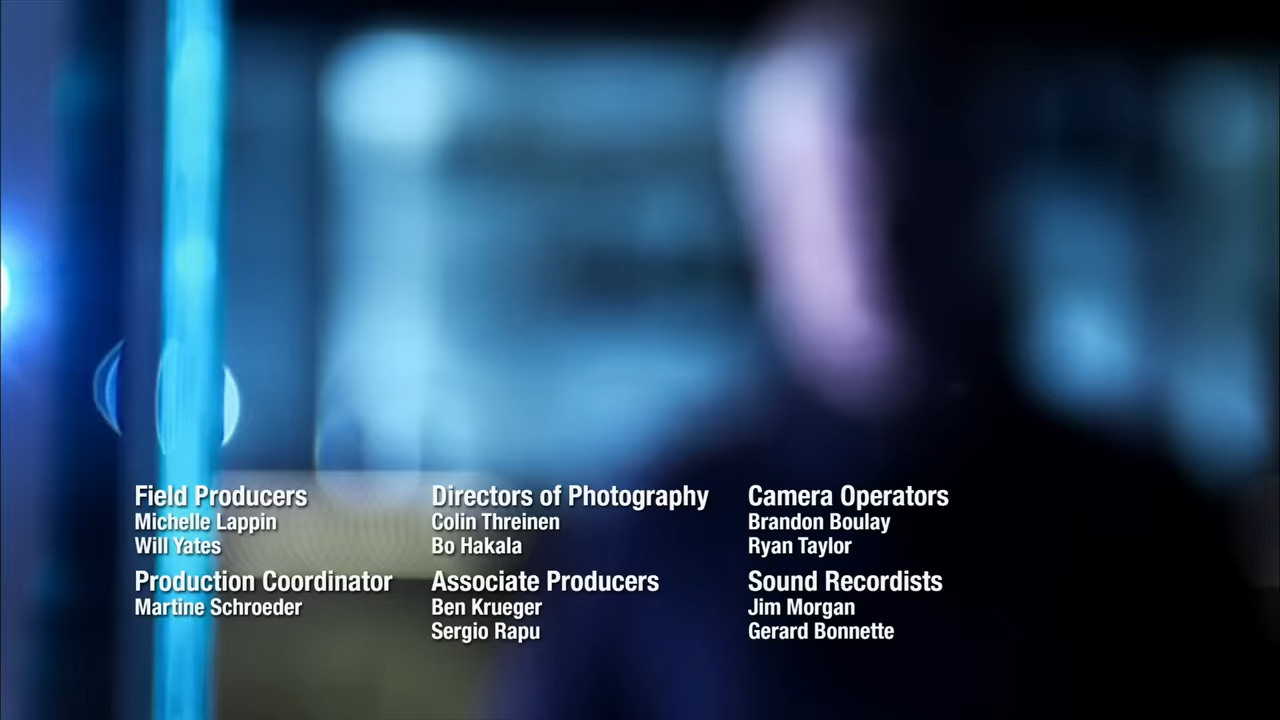 Field Producers
Michelle Lappin
Will Yates
Production Coordinator
Martine Schroeder
Directors of Photography
Colin Threinen
Bo Hakala
Associate Producers
Ben Krueger
Sergio Rapu
Camera Operators
Brandon Boulay
Ryan Taylor
Sound Recordists
Jim Morgan
Gerard Bonnette